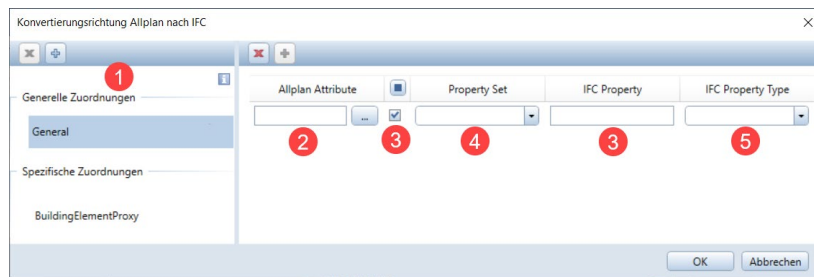 Konvertierungsrichtung Allplan nach IFC
1
Generelle Zuordnungen
General
Spezifische Zuordnungen
BuildingElementProxy
Allplan Attribute Property Set IFC Property IFC Property Type
...
2 3 4 3 5
OK Abbrechen